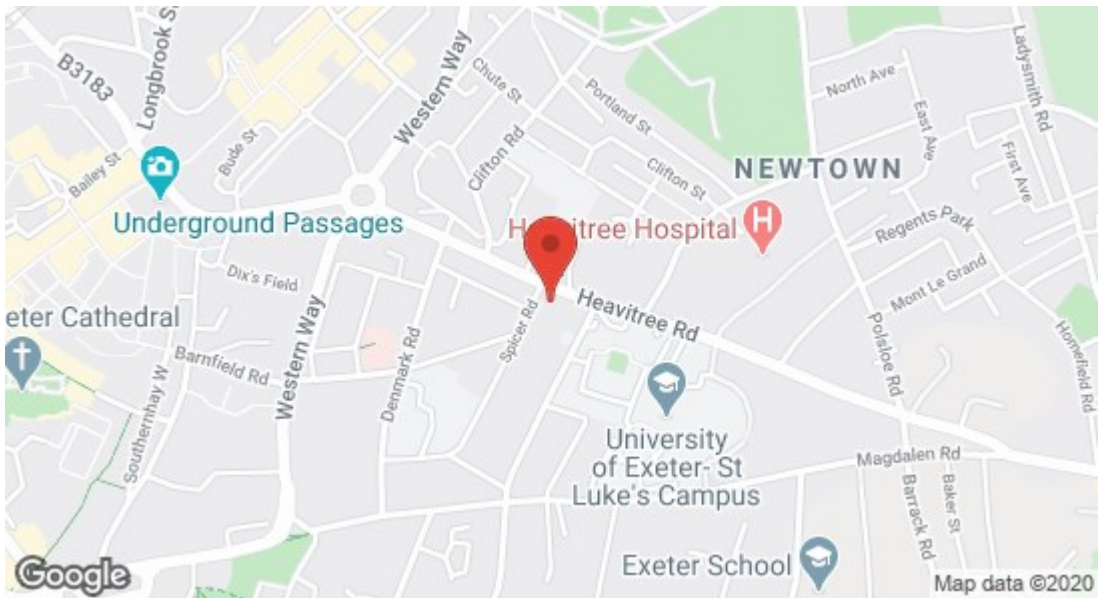 Longbrook St
B3183
Western Way
Chute St
Portland St
North Ave
Ladysmith Rd
Bude St
Bailey St
Clifton Rd
Clifton St
East Ave
First Ave
NEWTOWN
Underground Passages
Heavitree Hospital
H
Regents Park
Dix's Field
Mont Le Grand
Heavitree Rd
eter Cathedral
Spicer Rd
Polsloe Rd
Homefield Rd
Western Way
Denmark Rd
Barnfield Rd
Southernhay W
University
of Exeter- St
Luke's Campus
Magdalen Rd
Barrack Rd
Baker St
Exeter School
Google
Map data ©2020